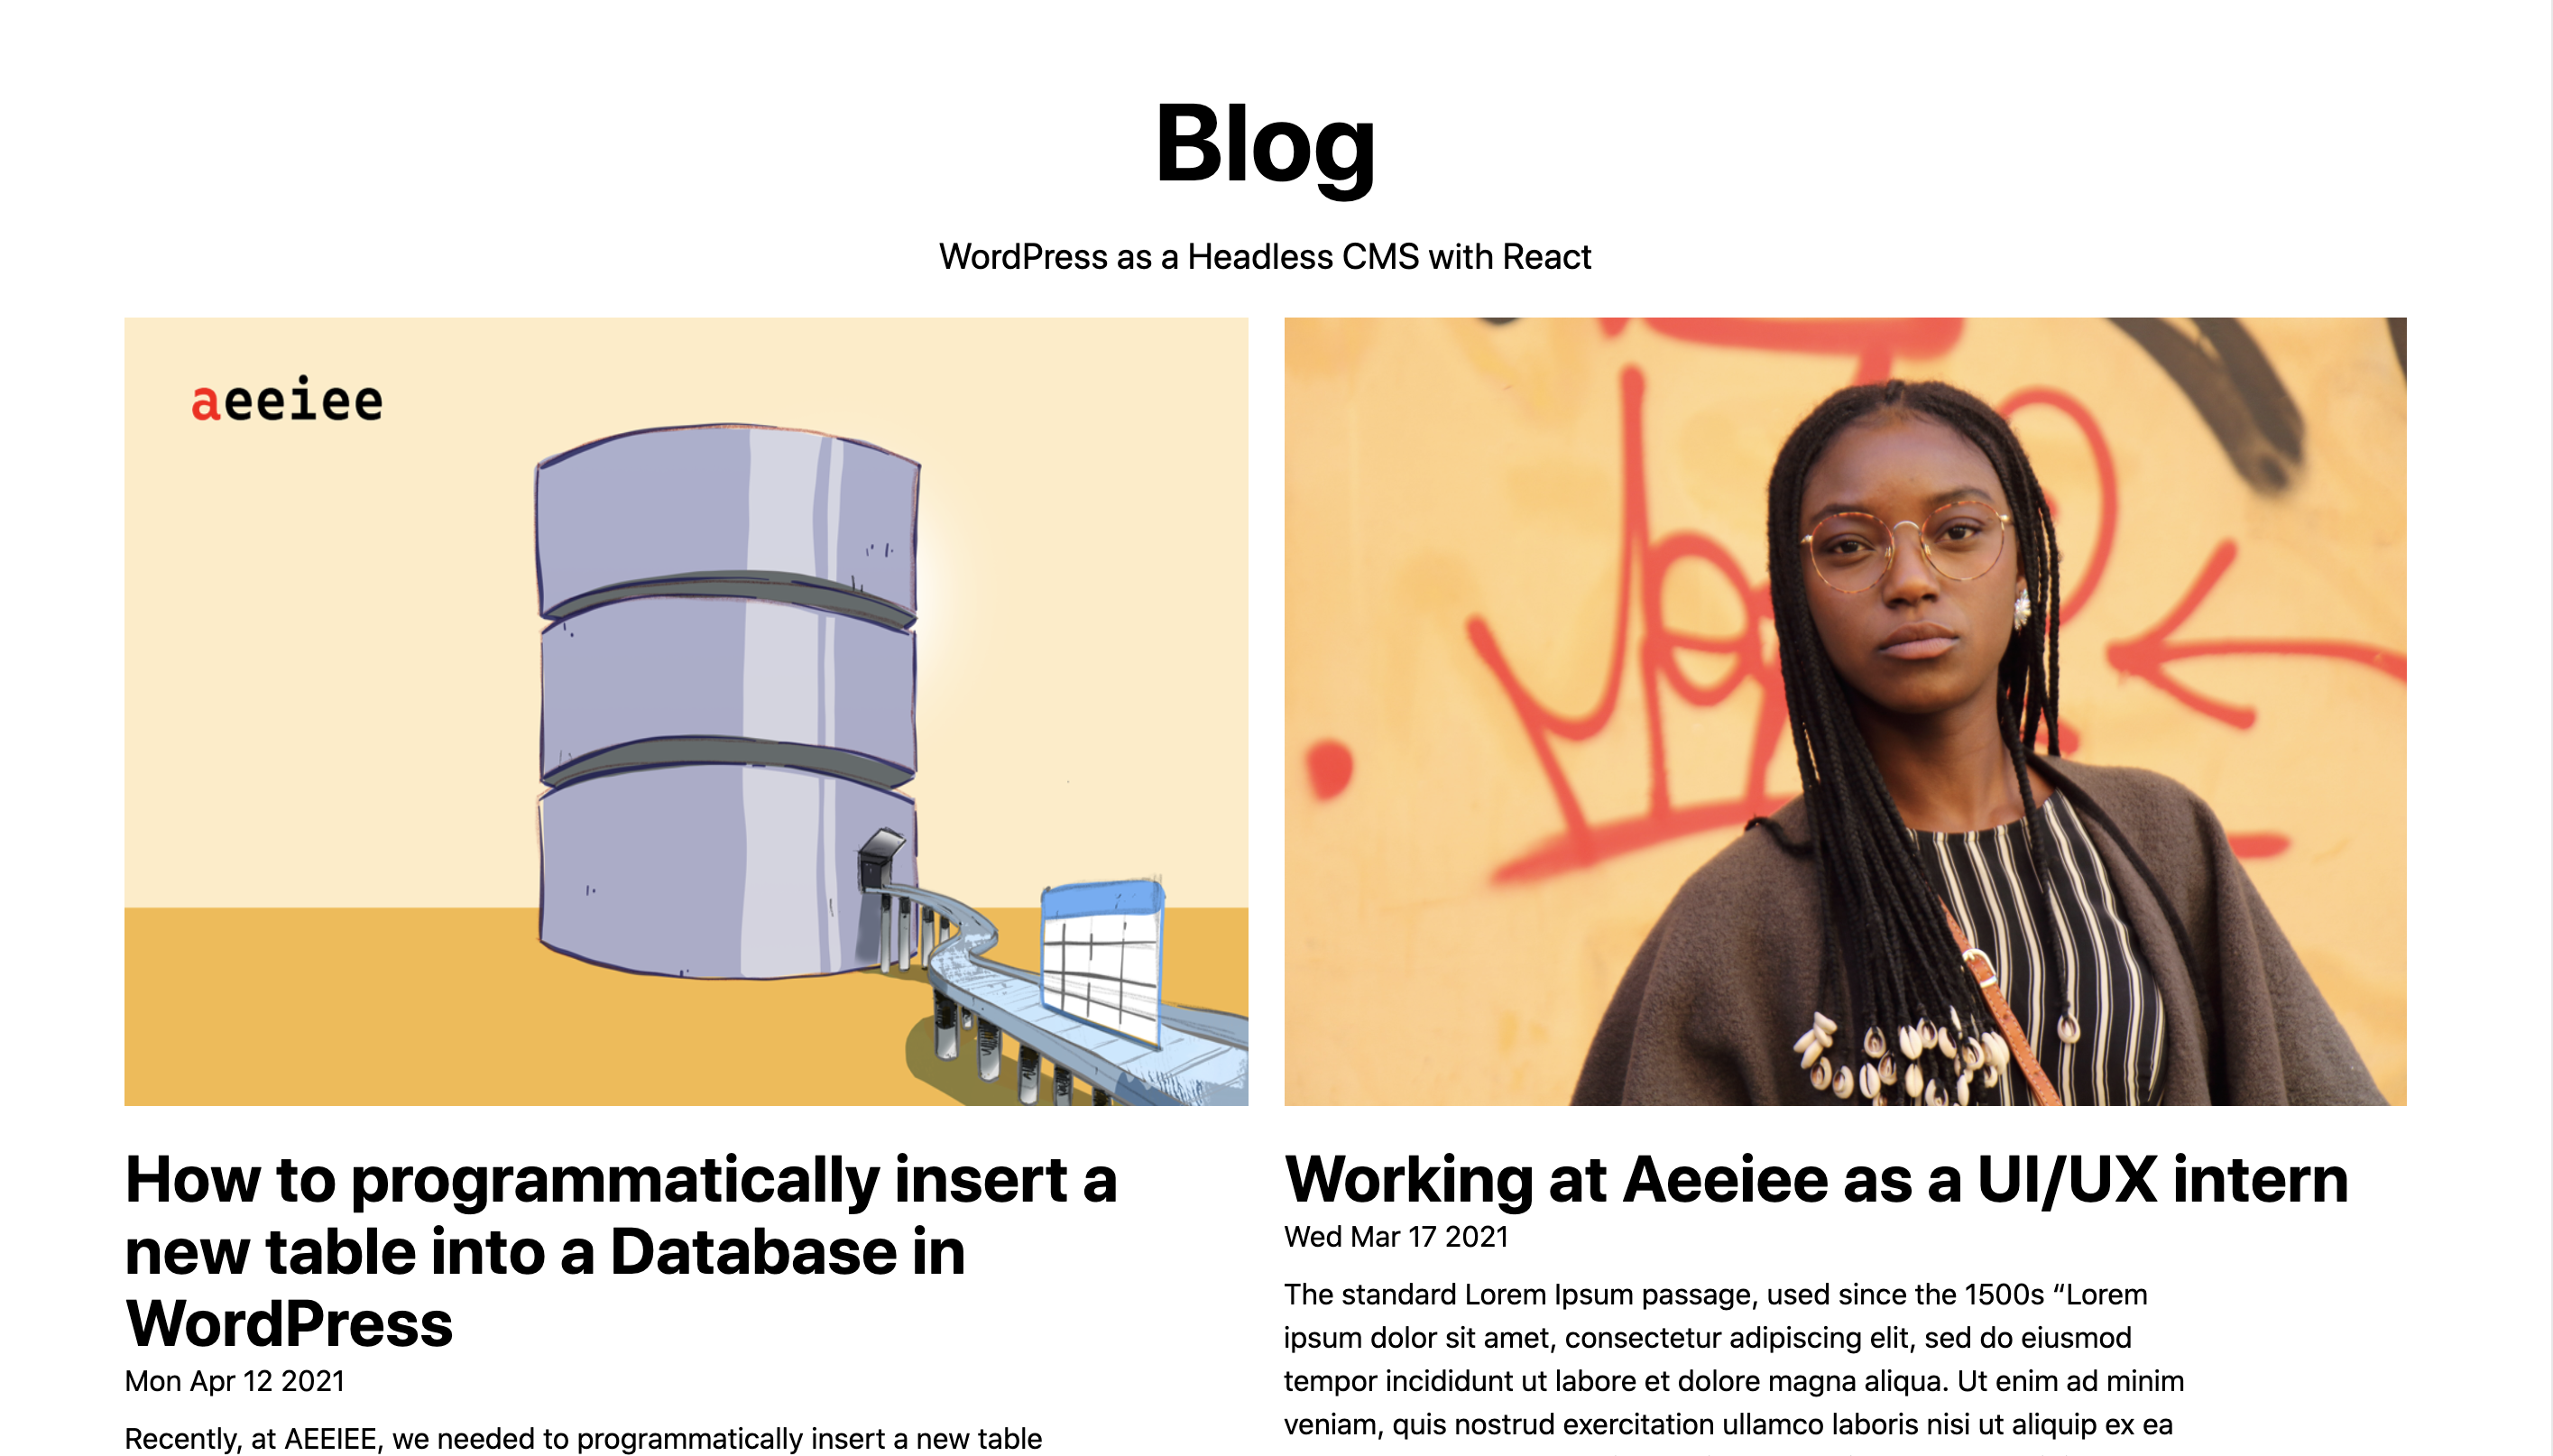 Blog
WordPress as a Headless CMS with React
aeeiee
How to programmatically insert a
new table into a Database in
WordPress
Mon Apr 12 2021
Recently, at AEEIEE, we needed to programmatically insert a new table
Working at Aeeiee as a UI/UX intern
Wed Mar 17 2021
The standard Lorem Ipsum passage, used since the 1500s “Lorem
ipsum dolor sit amet, consectetur adipiscing elit, sed do eiusmod
tempor incididunt ut labore et dolore magna aliqua. Ut enim ad minim
veniam, quis nostrud exercitation ullamco laboris nisi ut aliquip ex ea